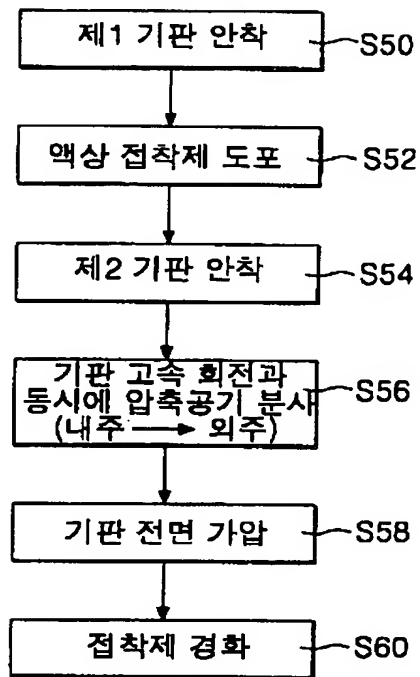 제1 기판 안착
S50
액상 접착제 도포
S52
제2 기판 안착
S54
기판 고속 회전과
동시에 압축공기 분사
(내주 → 외주)
S56
기판 전면 가압
S58
접착제 경화
S60